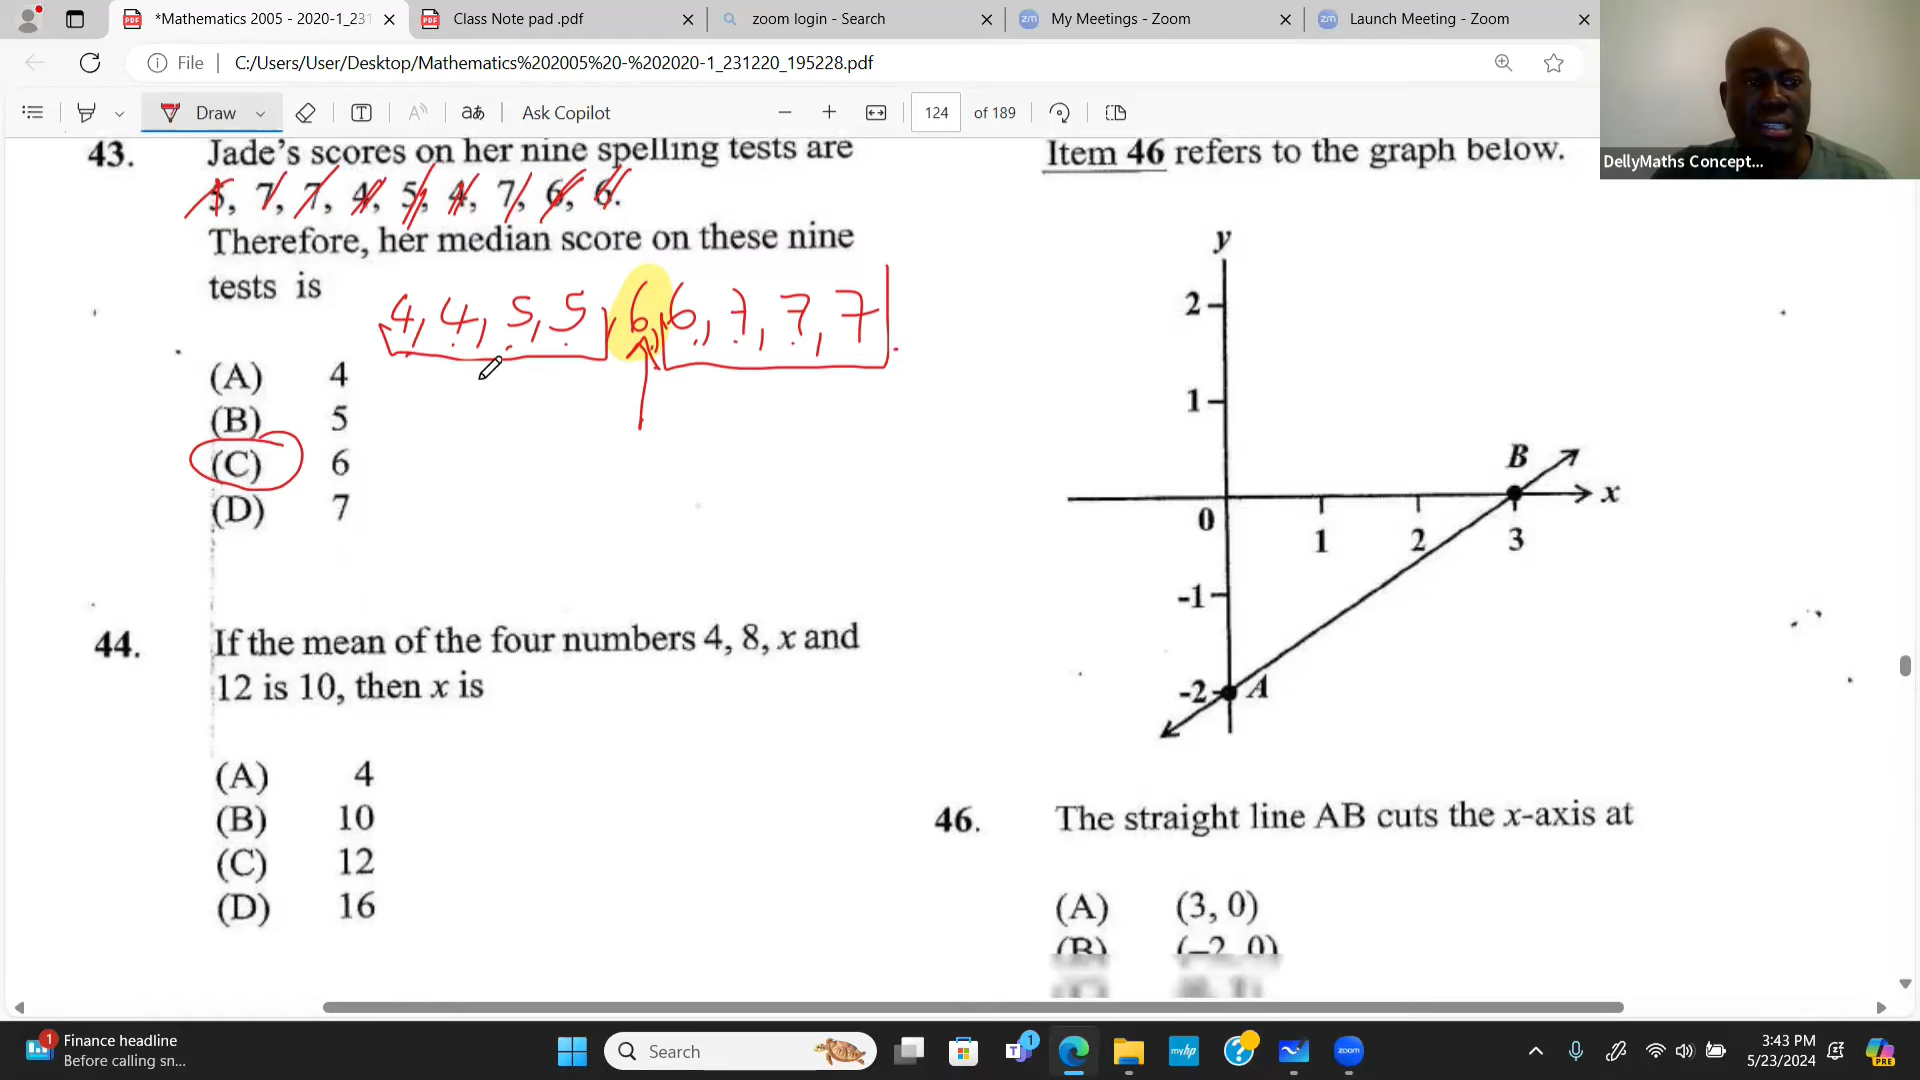 *Mathematics 2005 - 2020-1_231
Class Note pad .pdf
zoom login - Search
My Meetings - Zoom
Launch Meeting - Zoom
File
C:/Users/User/Desktop/Mathematics%202005%20-%202020-1_231220_195228.pdf
Draw
Ask Copilot
124 of 189
DellyMaths Concept...
43. Jade's scores on her nine spelling tests are
5, 7, 7, 4, 5, 4, 7, 6, 6.
Therefore, her median score on these nine
tests is
4, 4, 5, 5, 6, 6, 7, 7, 7
(A) 4
(B) 5
(C) 6
(D) 7
44. If the mean of the four numbers 4, 8, x and
12 is 10, then x is
(A) 4
(B) 10
(C) 12
(D) 16
Item 46 refers to the graph below.
y
2
1
B
x
0
1 2 3
-1
-2 A
46. The straight line AB cuts the x-axis at
(A) (3, 0)
(B) (–2, 0)
1
Finance headline
Before calling sn...
Search
1
myhp
zoom
3:43 PM
5/23/2024
PRE